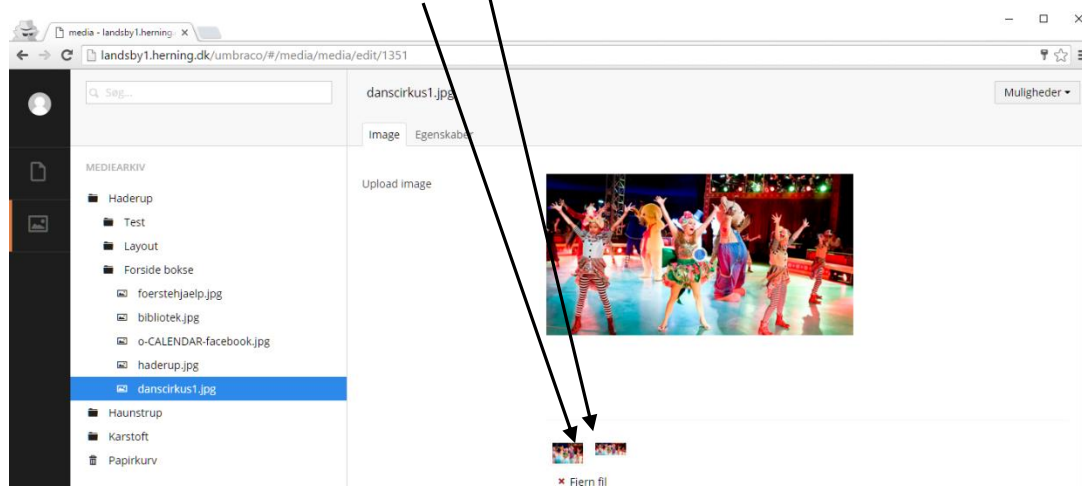 media - landsby1.herning.
landsby1.herning.dk/umbraco/#/media/media/edit/1351
Søg...
danscirkus1.jpg
Muligheder
Image Egenskaber
MEDIEARKIV
Upload image
Haderup
Test
Layout
Forside bokse
foerstehjaelp.jpg
bibliotek.jpg
o-CALENDAR-facebook.jpg
haderup.jpg
danscirkus1.jpg
Haunstrup
Karstoft
Papirkurv
Fjern fil